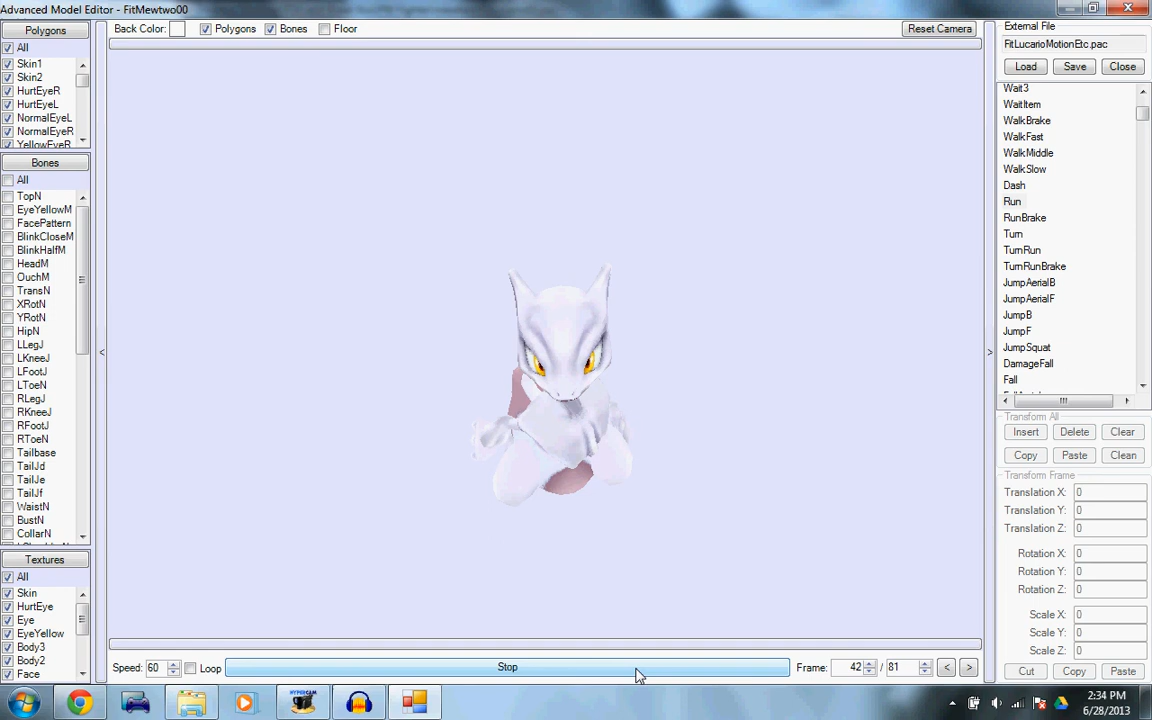 Advanced Model Editor - FitMewtwo00
Polygons
All
Skin1
Skin2
HurtEyeR
HurtEyeL
NormalEyeL
NormalEyeR
YellowEyeR
Bones
All
TopN
EyeYellowM
FacePattern
BlinkCloseM
BlinkHalfM
HeadM
OuchM
TransN
XRotN
YRotN
HipN
LLegJ
LKneeJ
LFootJ
LToeN
RLegJ
RKneeJ
RFootJ
RToeN
Tailbase
TailJd
TailJe
TailJf
WaistN
BustN
CollarN
Textures
All
Skin
HurtEye
Eye
EyeYellow
Body3
Body2
Face
Back Color: Polygons Bones Floor Reset Camera
< >
Speed: 60 Loop Stop Frame: 42 / 81 < >
External File
FitLucarioMotionEtc.pac
Load Save Close
Wait3
WaitItem
WalkBrake
WalkFast
WalkMiddle
WalkSlow
Dash
Run
RunBrake
Turn
TurnRun
TurnRunBrake
JumpAerialB
JumpAerialF
JumpB
JumpF
JumpSquat
DamageFall
Fall
Transform All
Insert Delete Clear
Copy Paste Clean
Transform Frame
Translation X: 0
Translation Y: 0
Translation Z: 0
Rotation X: 0
Rotation Y: 0
Rotation Z: 0
Scale X: 0
Scale Y: 0
Scale Z: 0
Cut Copy Paste
HYPERCAM
2:34 PM
6/28/2013